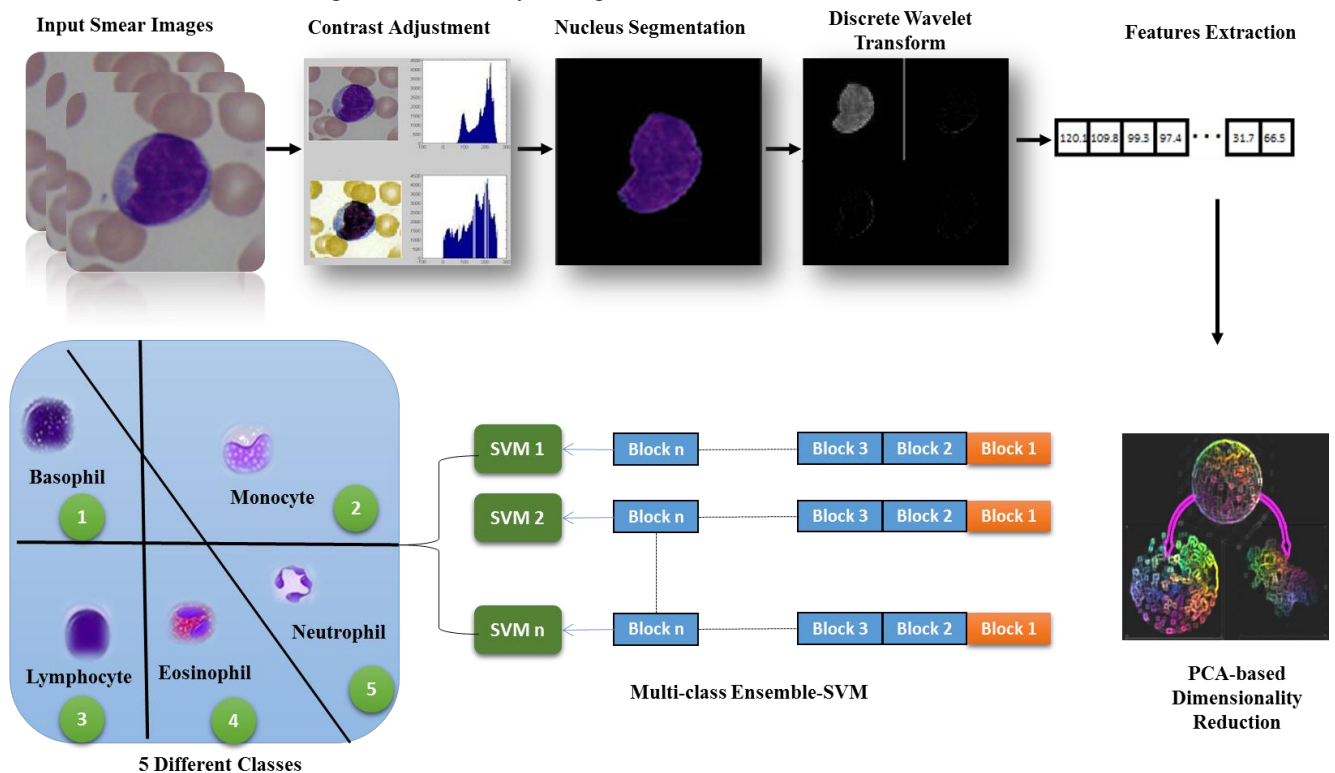 Input Smear Images
Contrast Adjustment
Nucleus Segmentation
Discrete Wavelet
Transform
Features Extraction
120.1 109.8 99.3 97.4 • • • 31.7 66.5
Basophil
1
Monocyte
2
Lymphocyte
3
Eosinophil
4
Neutrophil
5
5 Different Classes
SVM 1
Block n
Block 3
Block 2
Block 1
SVM 2
Block n
Block 3
Block 2
Block 1
SVM n
Block n
Block 3
Block 2
Block 1
Multi-class Ensemble-SVM
PCA-based
Dimensionality
Reduction